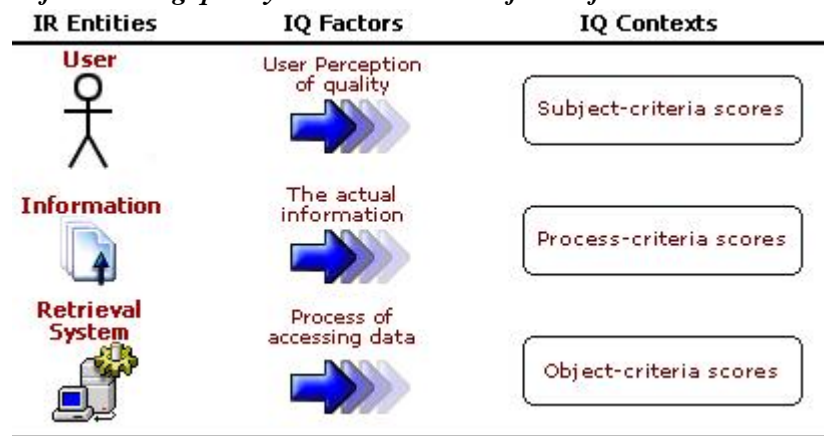 IR Entities IQ Factors IQ Contexts
User
User Perception
of quality
Subject-criteria scores
Information
The actual
information
Process-criteria scores
Retrieval
System
Process of
accessing data
Object-criteria scores